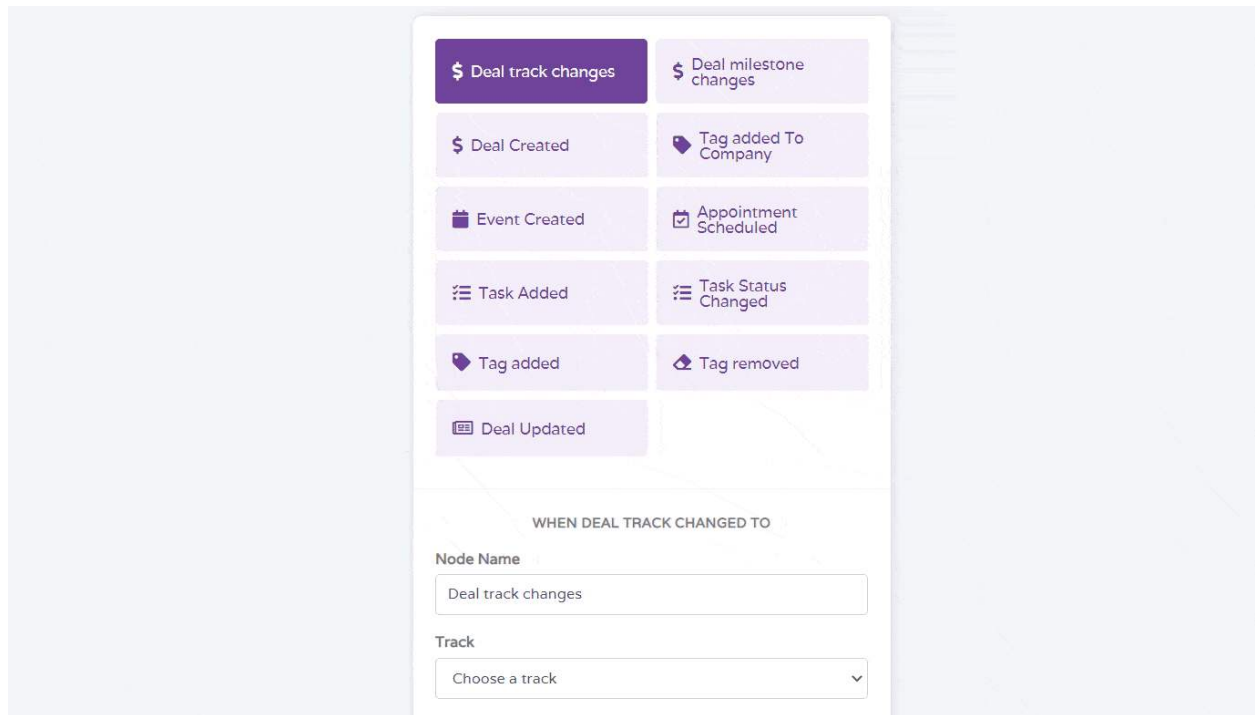 Deal track changes
Deal milestone
changes
Deal Created
Tag added To
Company
Event Created
Appointment
Scheduled
Task Added
Task Status
Changed
Tag added
Tag removed
Deal Updated
WHEN DEAL TRACK CHANGED TO
Node Name
Deal track changes
Track
Choose a track